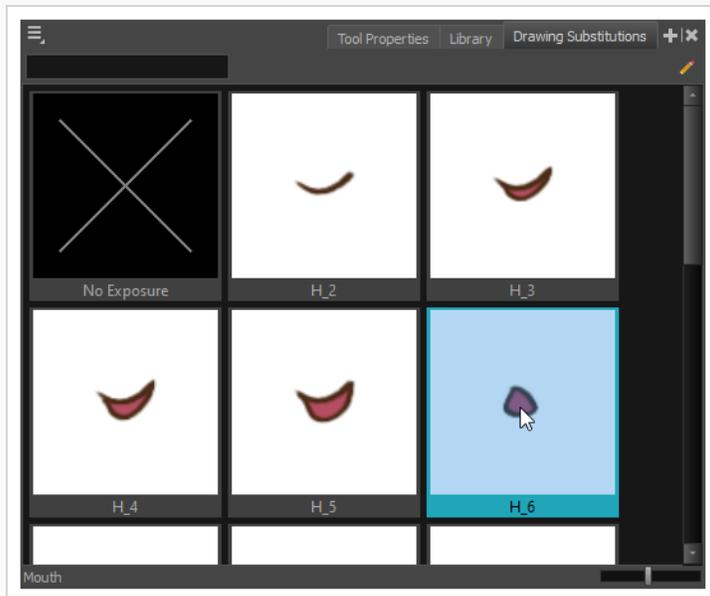 Tool Properties Library Drawing Substitutions
No Exposure H_2 H_3
H_4 H_5 H_6
Mouth